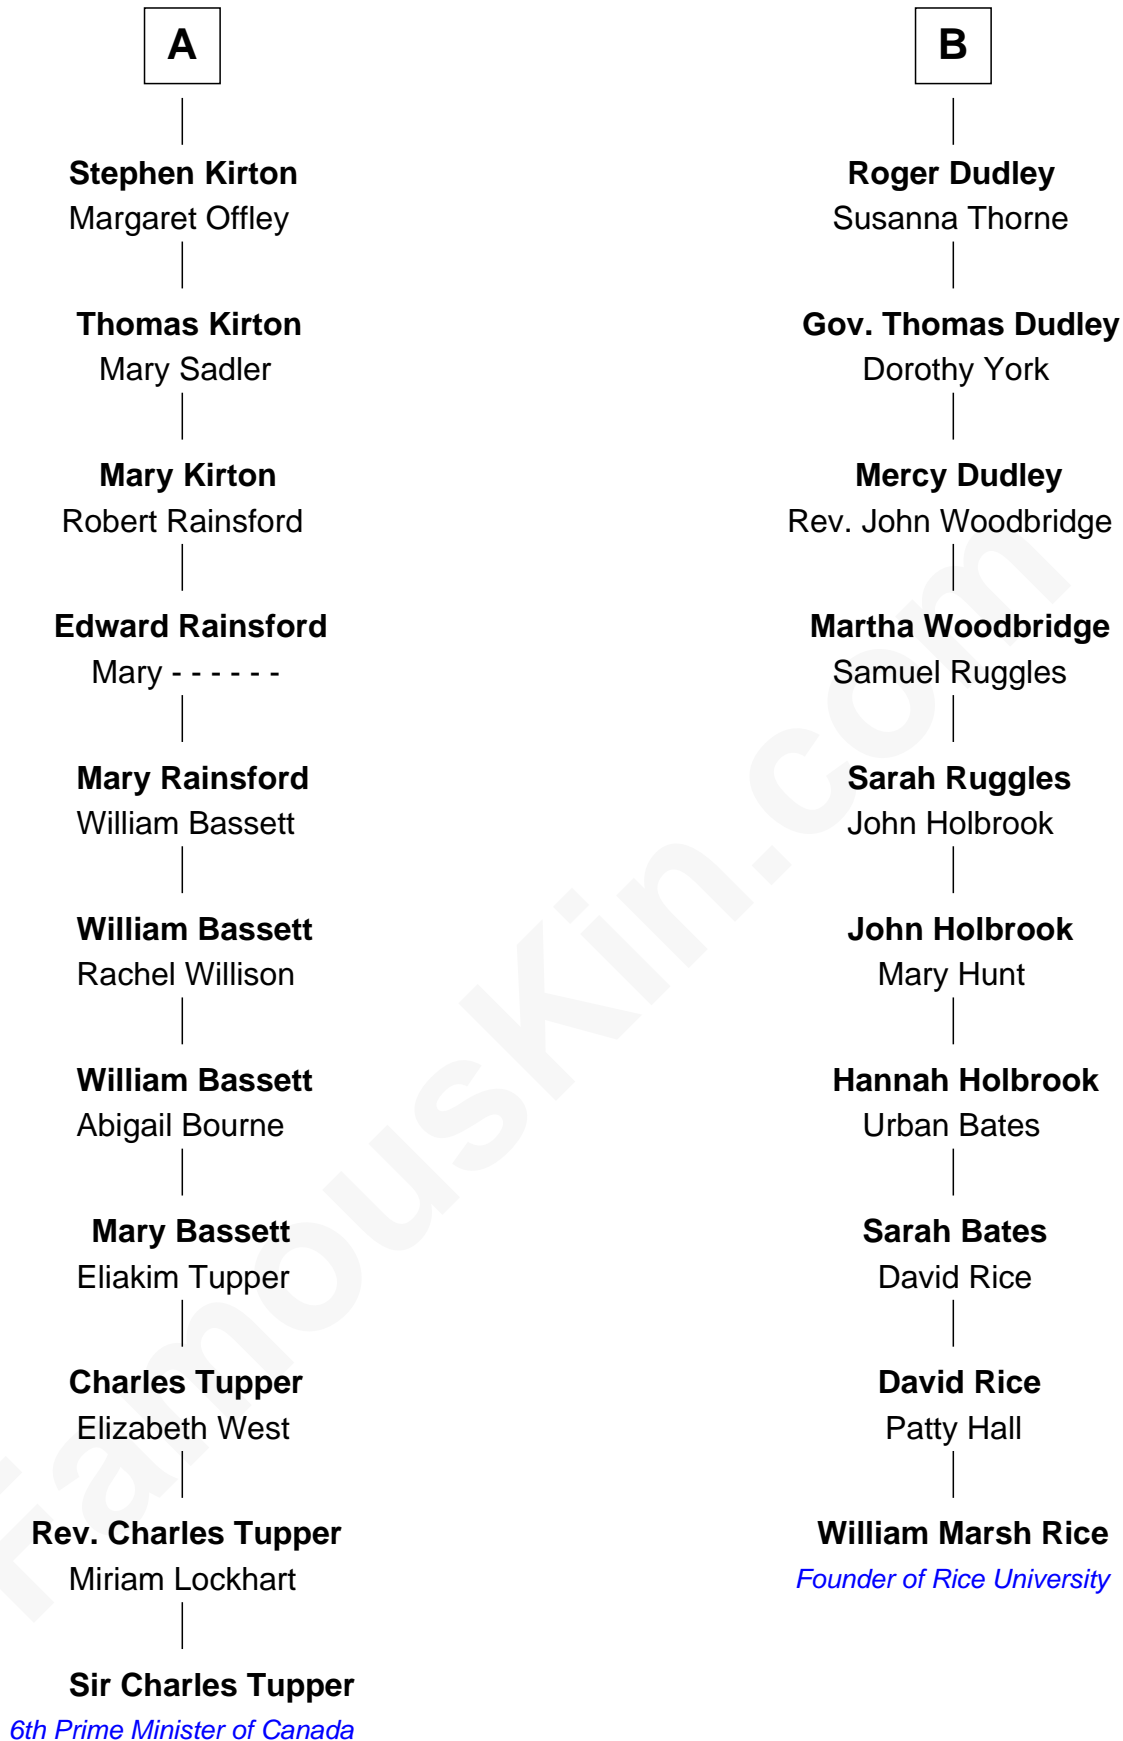 A
Stephen Kirton
Margaret Offley
Thomas Kirton
Mary Sadler
Mary Kirton
Robert Rainsford
Edward Rainsford
Mary - - - - - -
Mary Rainsford
William Bassett
William Bassett
Rachel Willison
William Bassett
Abigail Bourne
Mary Bassett
Eliakim Tupper
Charles Tupper
Elizabeth West
Rev. Charles Tupper
Miriam Lockhart
Sir Charles Tupper
6th Prime Minister of Canada
B
Roger Dudley
Susanna Thorne
Gov. Thomas Dudley
Dorothy York
Mercy Dudley
Rev. John Woodbridge
Martha Woodbridge
Samuel Ruggles
Sarah Ruggles
John Holbrook
John Holbrook
Mary Hunt
Hannah Holbrook
Urban Bates
Sarah Bates
David Rice
David Rice
Patty Hall
William Marsh Rice
Founder of Rice University
FamousKin.com